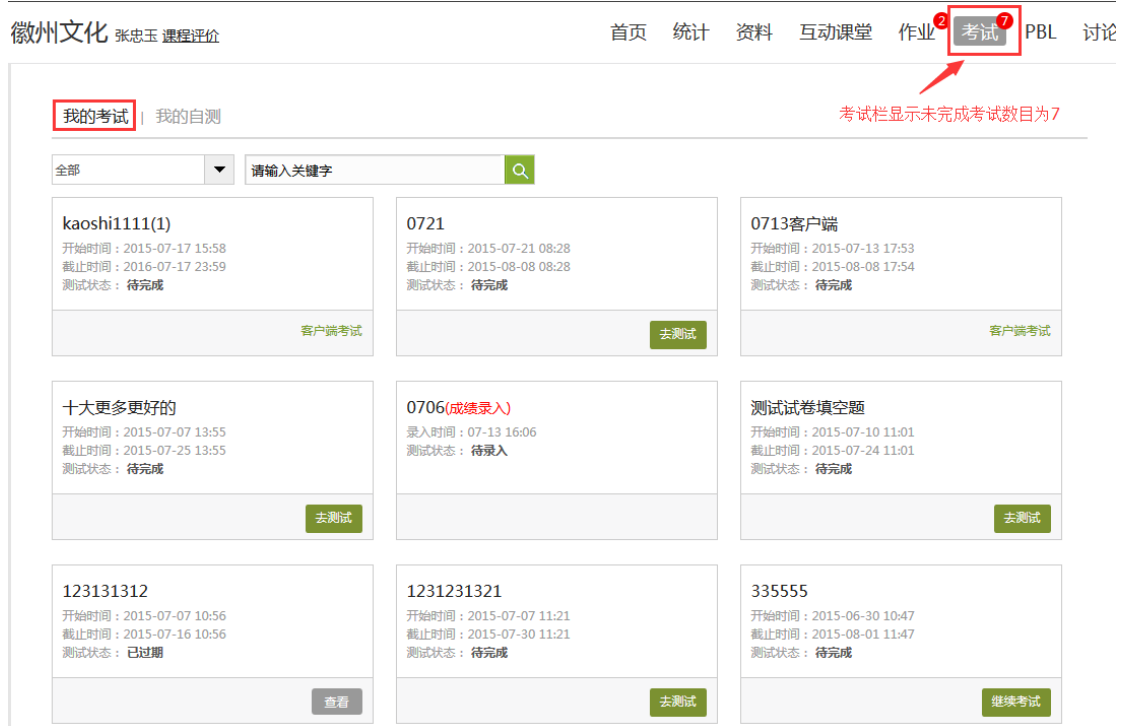 徽州文化 张忠玉 课程评价 首页 统计 资料 互动课堂 作业 2 考试 7 PBL 讨论
我的考试 | 我的自测
考试栏显示未完成考试数目为7
全部 请输入关键字
kaoshi1111(1)
开始时间：2015-07-17 15:58
截止时间：2016-07-17 23:59
测试状态： 待完成
客户端考试
0721
开始时间：2015-07-21 08:28
截止时间：2015-08-08 08:28
测试状态： 待完成
去测试
0713客户端
开始时间：2015-07-13 17:53
截止时间：2015-08-08 17:54
测试状态： 待完成
客户端考试
十大更多更好的
开始时间：2015-07-07 13:55
截止时间：2015-07-25 13:55
测试状态： 待完成
去测试
0706(成绩录入)
录入时间：07-13 16:06
测试状态： 待录入
测试试卷填空题
开始时间：2015-07-10 11:01
截止时间：2015-07-24 11:01
测试状态： 待完成
去测试
123131312
开始时间：2015-07-07 10:56
截止时间：2015-07-16 10:56
测试状态： 已过期
查看
1231231321
开始时间：2015-07-07 11:21
截止时间：2015-07-30 11:21
测试状态： 待完成
去测试
335555
开始时间：2015-06-30 10:47
截止时间：2015-08-01 11:47
测试状态： 待完成
继续考试